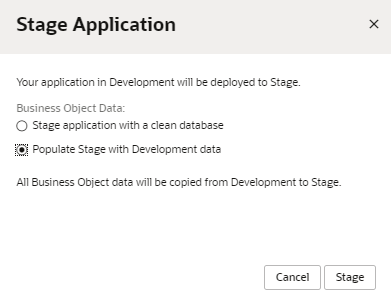 Stage Application
Your application in Development will be deployed to Stage.
Business Object Data:
Stage application with a clean database
Populate Stage with Development data
All Business Object data will be copied from Development to Stage.
Cancel
Stage